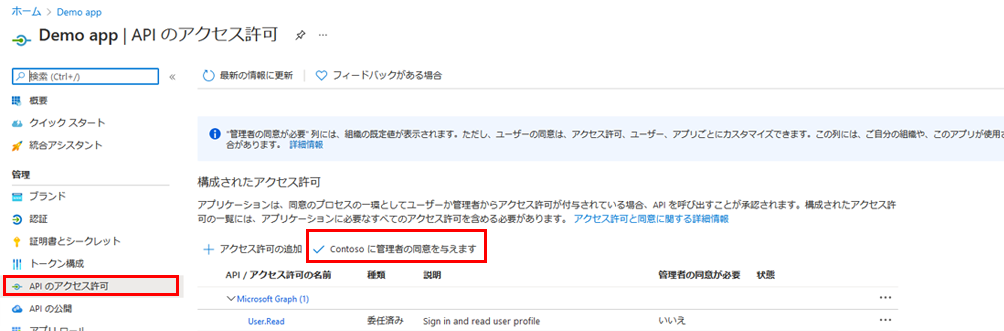 ホーム > Demo app
Demo app | API のアクセス許可
検索 (Ctrl+/)
概要
クイック スタート
統合アシスタント
管理
ブランド
認証
証明書とシークレット
トークン構成
API のアクセス許可
API の公開
アプリ ロール
最新の情報に更新
フィードバックがある場合
"管理者の同意が必要" 列には、組織の既定値が表示されます。ただし、ユーザーの同意は、アクセス許可、ユーザー、アプリごとにカスタマイズできます。この列には、ご自分の組織や、このアプリが使用さ
合があります。 詳細情報
構成されたアクセス許可
アプリケーションは、同意のプロセスの一環としてユーザーか管理者からアクセス許可が付与されている場合、API を呼び出すことが承認されます。構成されたアクセス許
可の一覧には、アプリケーションに必要なすべてのアクセス許可を含める必要があります。 アクセス許可と同意に関する詳細情報
アクセス許可の追加 Contoso に管理者の同意を与えます
API / アクセス許可の名前 種類 説明 管理者の同意が必要 状態
Microsoft Graph (1)
User.Read 委任済み Sign in and read user profile いいえ